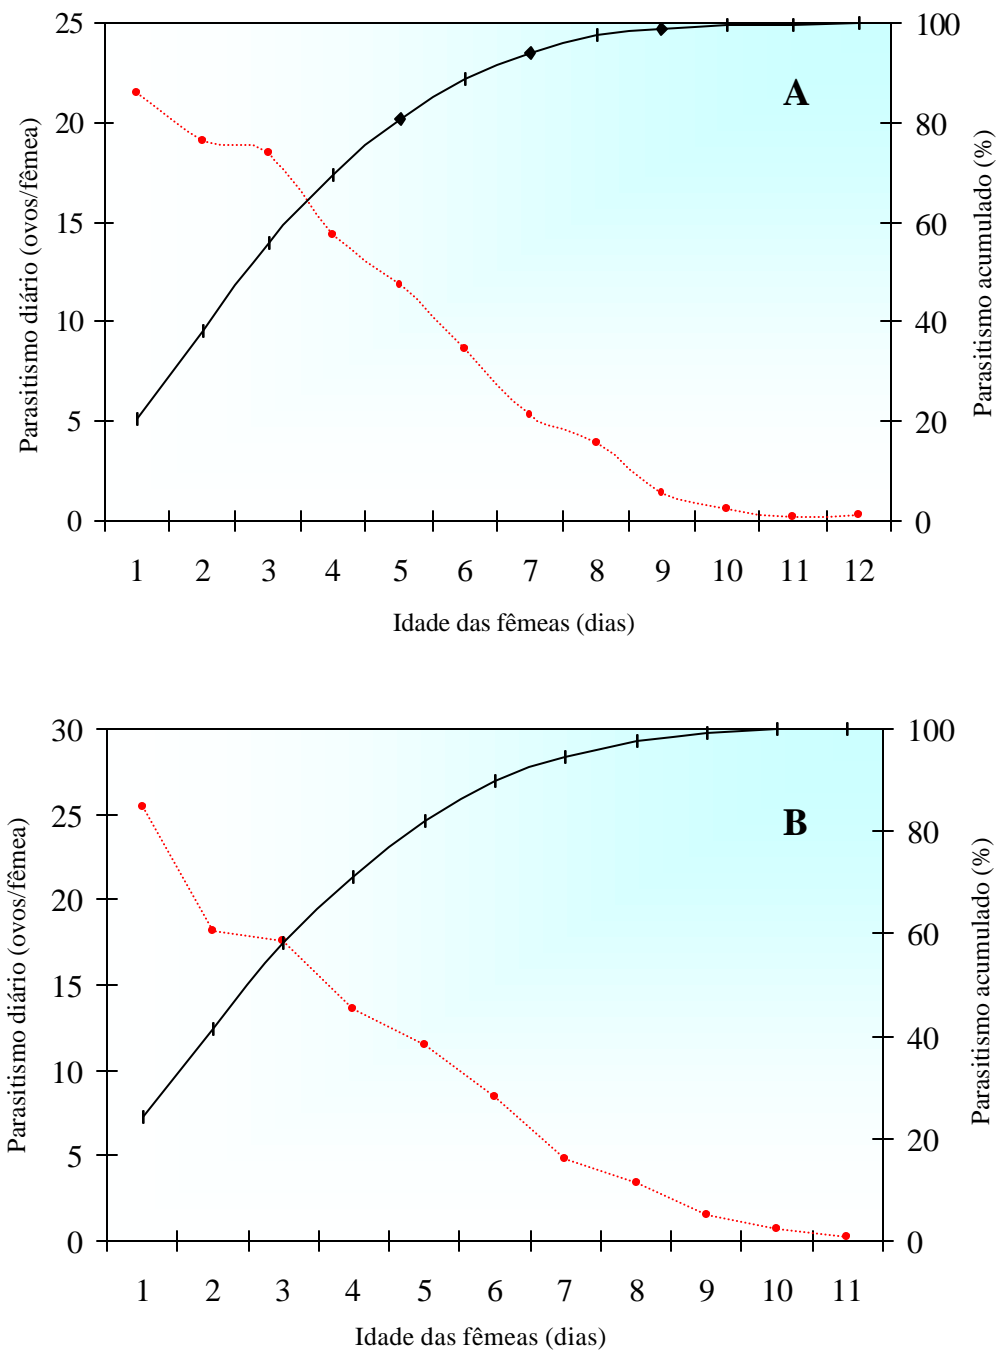 25
20
15
10
5
0
100
80
60
40
20
0
A
Parasitismo diário (ovos/fêmea)
Parasitismo acumulado (%)
1 2 3 4 5 6 7 8 9 10 11 12
Idade das fêmeas (dias)
30
25
20
15
10
5
0
100
80
60
40
20
0
B
Parasitismo diário (ovos/fêmea)
Parasitismo acumulado (%)
1 2 3 4 5 6 7 8 9 10 11
Idade das fêmeas (dias)